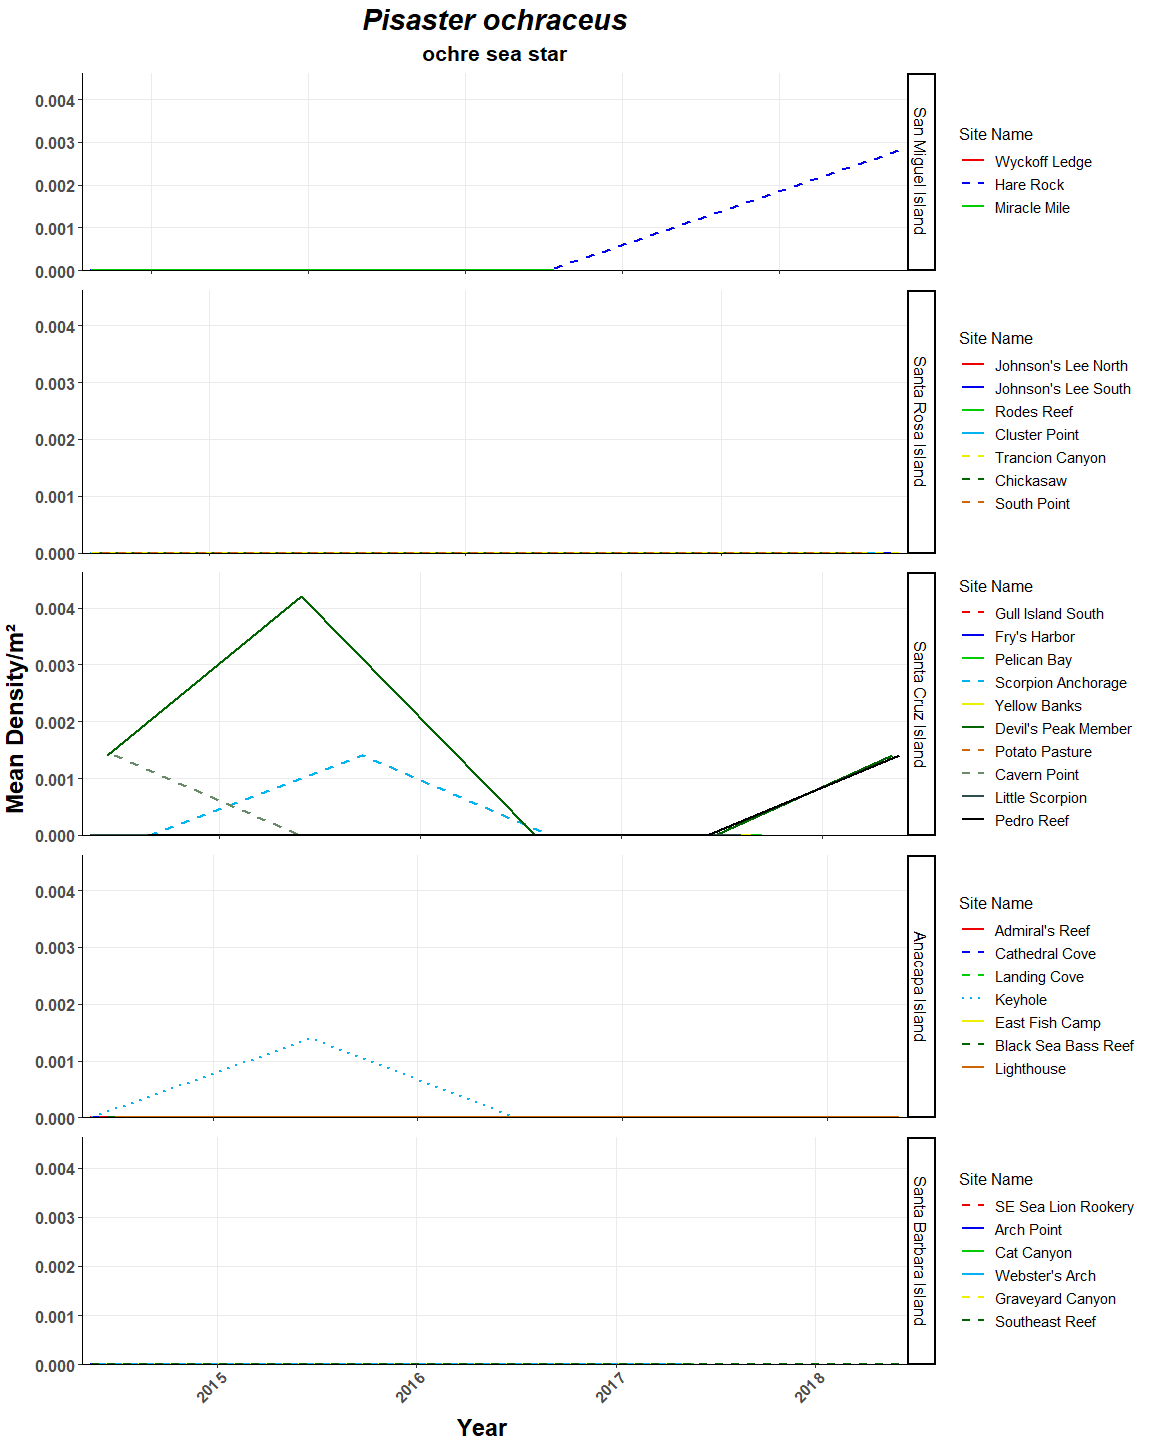 Pisaster ochraceus
ochre sea star
Mean Density/m²
0.004
0.003
0.002
0.001
0.000
San Miguel Island
Site Name
Wyckoff Ledge
Hare Rock
Miracle Mile
0.004
0.003
0.002
0.001
0.000
Santa Rosa Island
Site Name
Johnson's Lee North
Johnson's Lee South
Rodes Reef
Cluster Point
Trancion Canyon
Chickasaw
South Point
0.004
0.003
0.002
0.001
0.000
Santa Cruz Island
Site Name
Gull Island South
Fry's Harbor
Pelican Bay
Scorpion Anchorage
Yellow Banks
Devil's Peak Member
Potato Pasture
Cavern Point
Little Scorpion
Pedro Reef
0.004
0.003
0.002
0.001
0.000
Anacapa Island
Site Name
Admiral's Reef
Cathedral Cove
Landing Cove
Keyhole
East Fish Camp
Black Sea Bass Reef
Lighthouse
0.004
0.003
0.002
0.001
0.000
Santa Barbara Island
Site Name
SE Sea Lion Rookery
Arch Point
Cat Canyon
Webster's Arch
Graveyard Canyon
Southeast Reef
2015
2016
2017
2018
Year